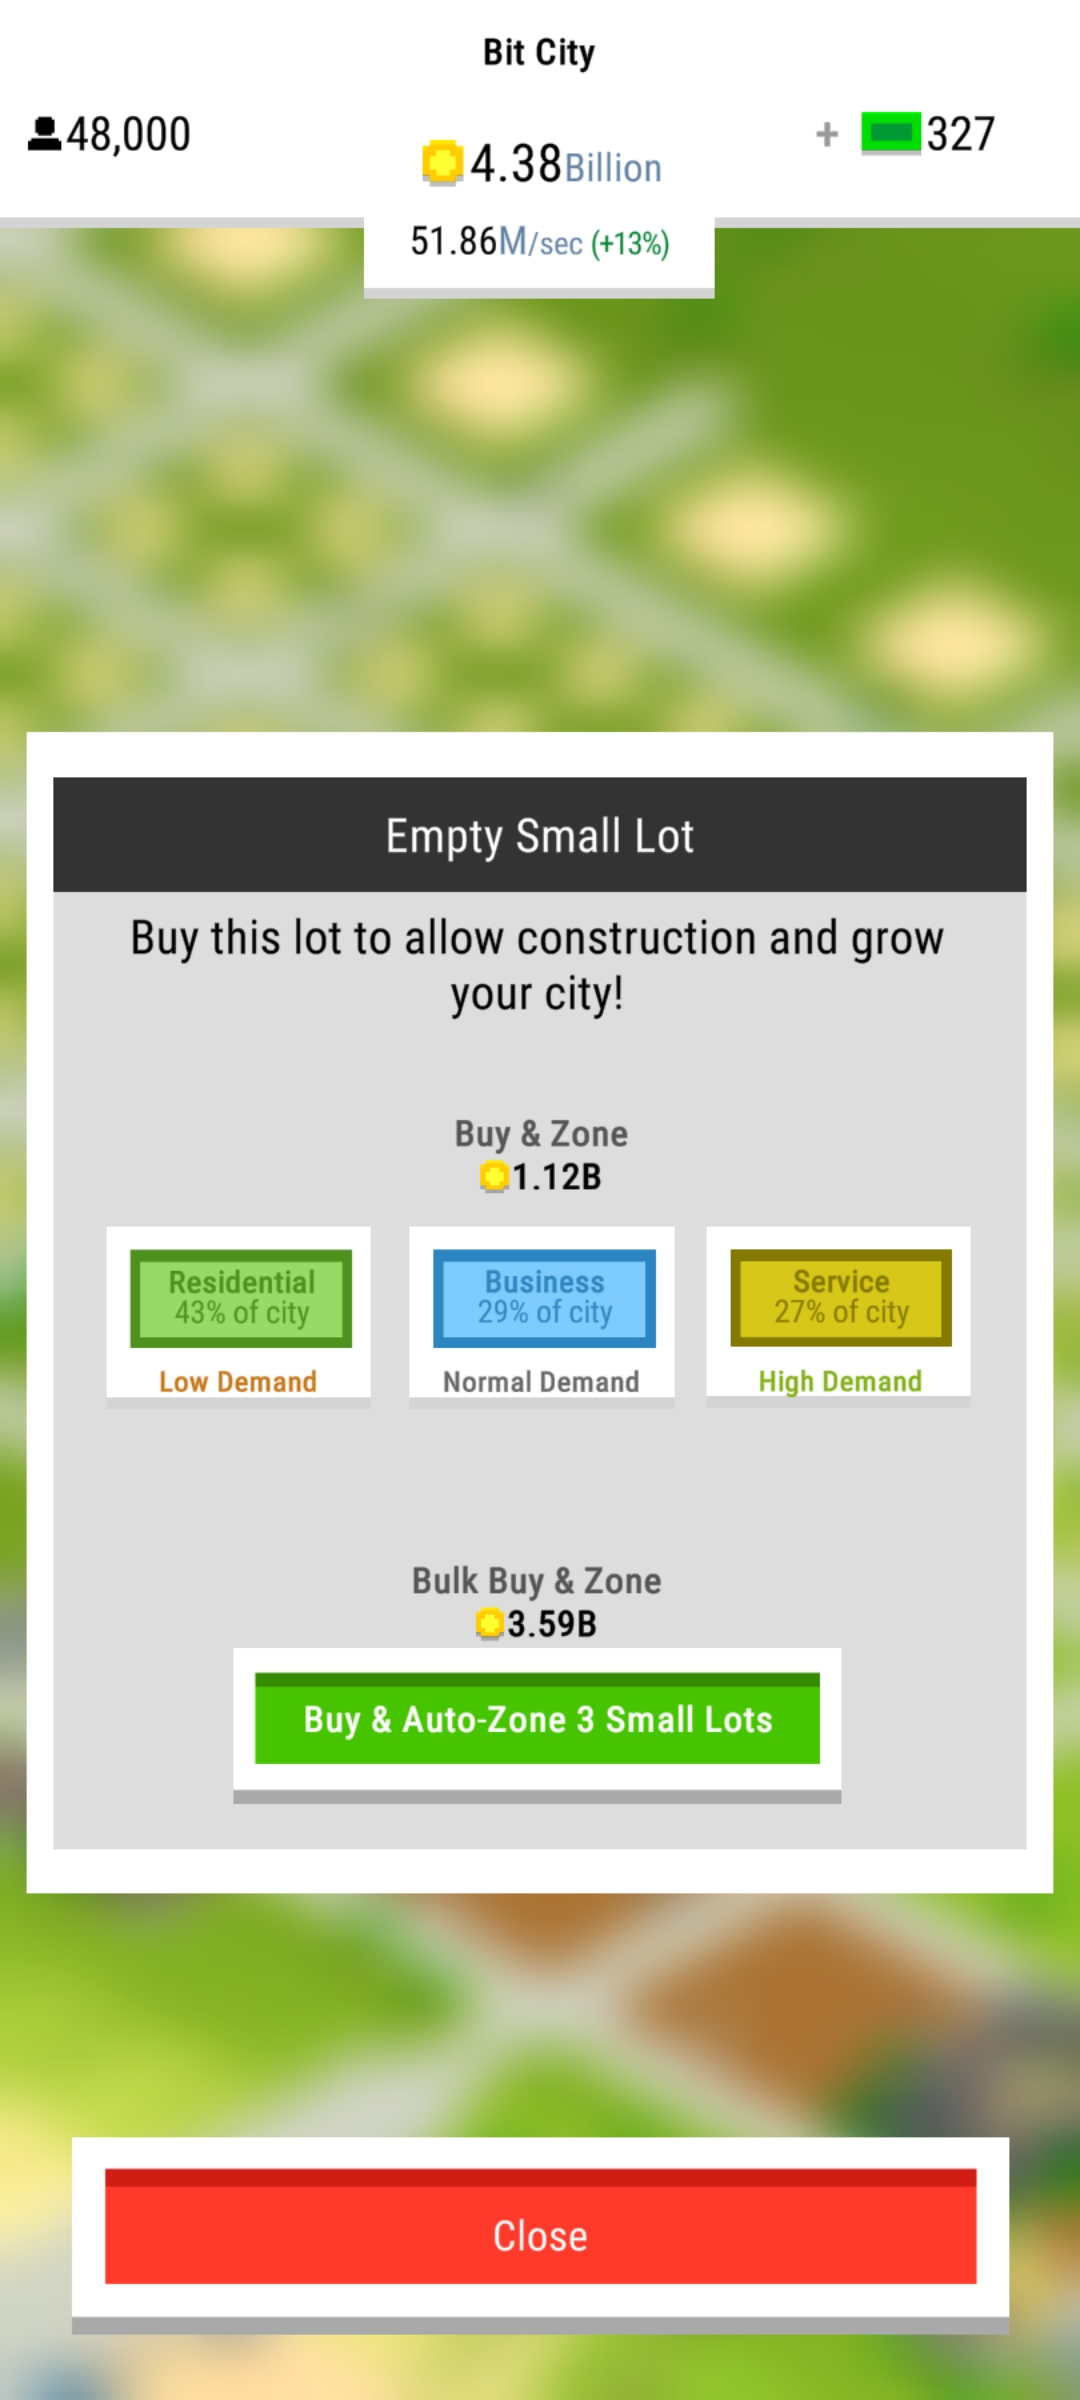 Bit City
48,000
4.38Billion
+ 327
51.86M/sec (+13%)
Empty Small Lot
Buy this lot to allow construction and grow
your city!
Buy & Zone
1.12B
Residential
43% of city
Low Demand
Business
29% of city
Normal Demand
Service
27% of city
High Demand
Bulk Buy & Zone
3.59B
Buy & Auto-Zone 3 Small Lots
Close